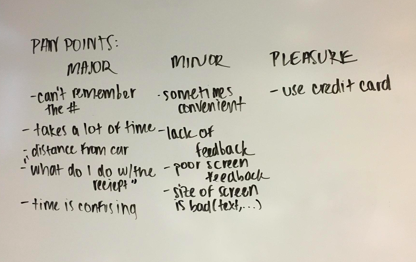 PAIN POINTS:
MAJOR
-can't remember
the #
-takes a lot of time
-distance from car
-"what do I do w/the
reciept"
-time is confising
MINOR
-sometimes
convenient
-lack of
feedback
-poor screen
feedback
-size of screen
is bad (text,...)
PLEASURE
-use credit card